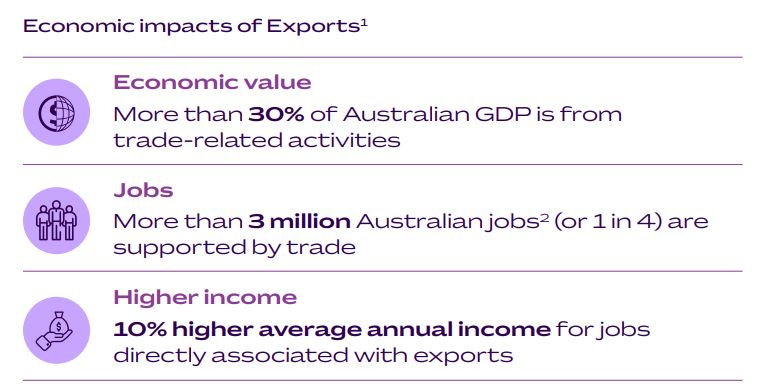 Economic impacts of Exports¹
Economic value
More than 30% of Australian GDP is from
trade-related activities
Jobs
More than 3 million Australian jobs² (or 1 in 4) are
supported by trade
Higher income
10% higher average annual income for jobs
directly associated with exports